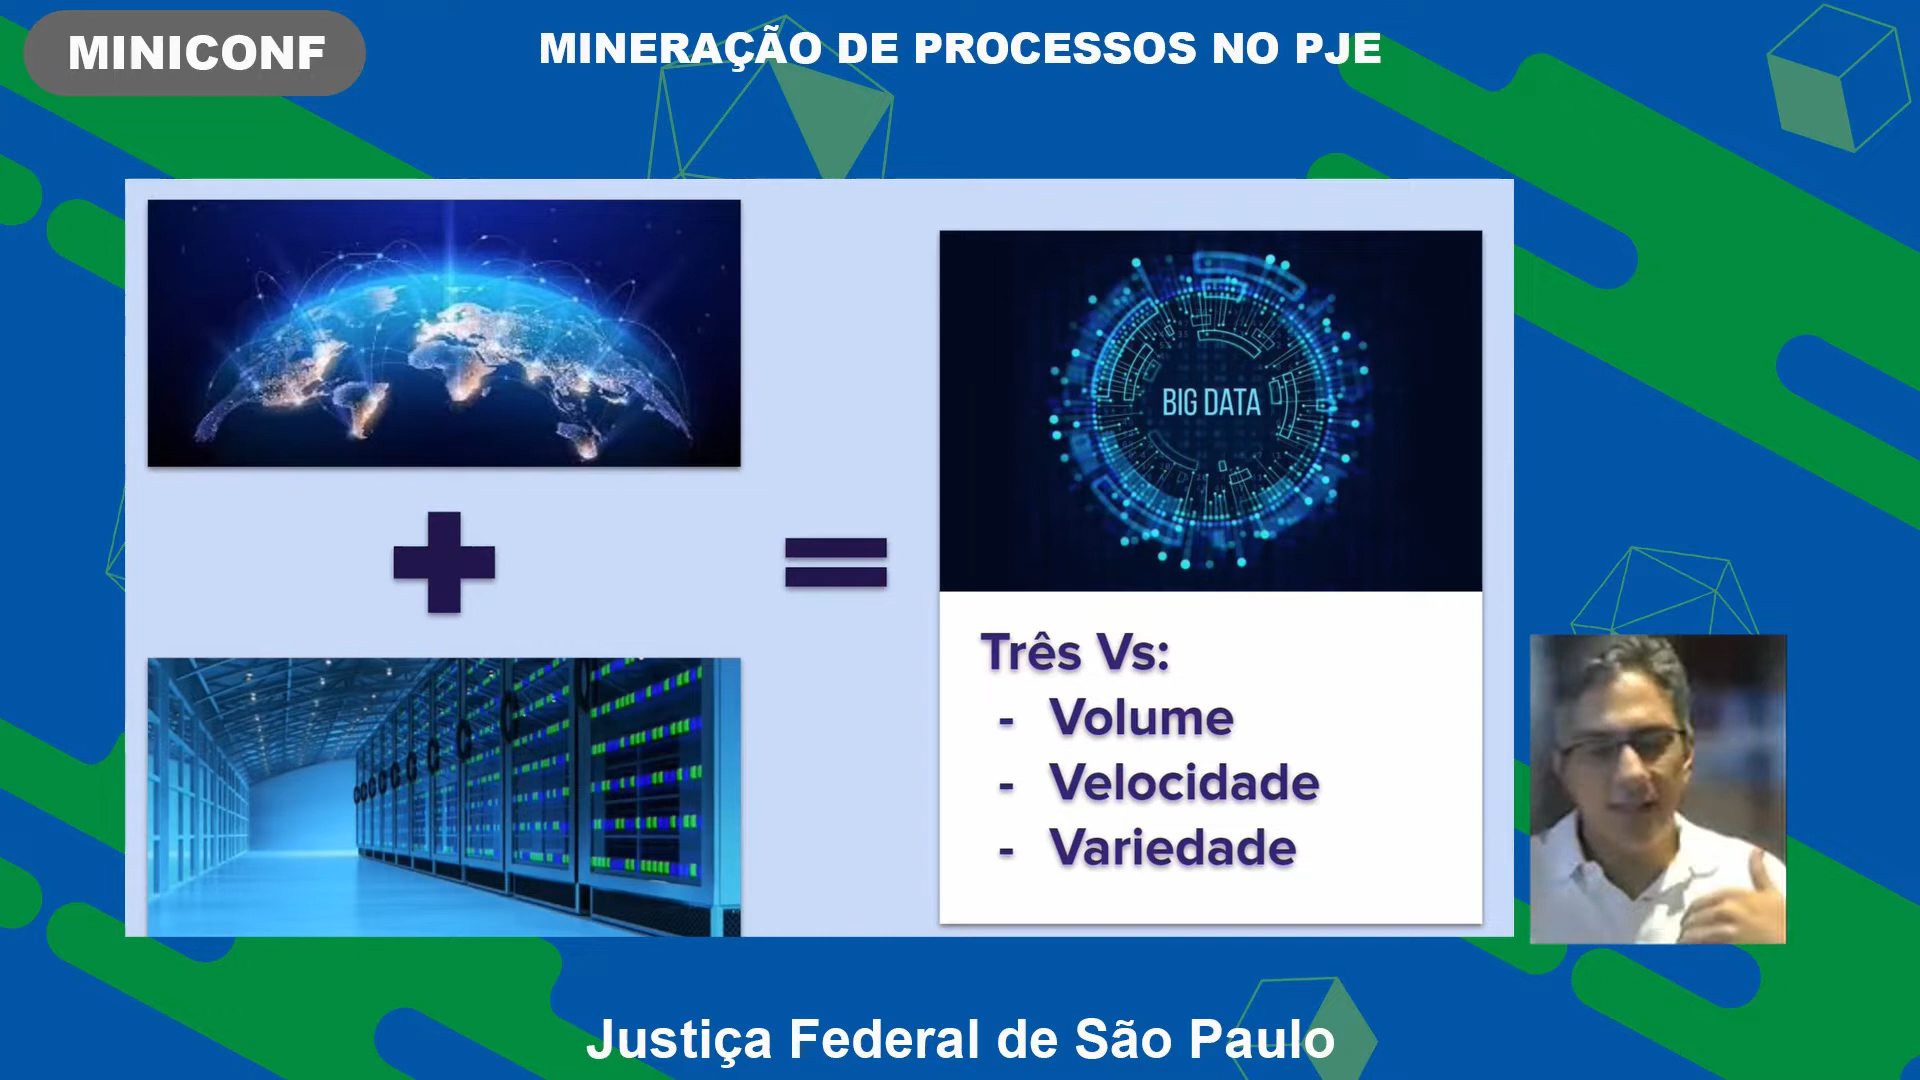 MINICONF
MINERAÇÃO DE PROCESSOS NO PJE
BIG DATA
Três Vs:
- Volume
- Velocidade
- Variedade
Justiça Federal de São Paulo